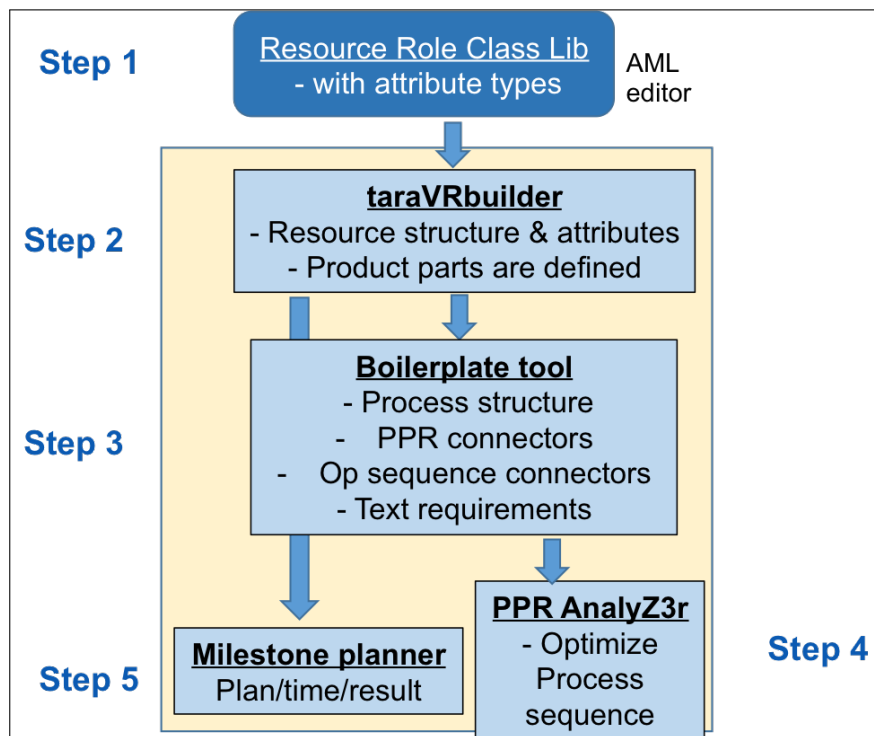 Step 1
Resource Role Class Lib
- with attribute types
AML
editor
Step 2
taraVRbuilder
- Resource structure & attributes
- Product parts are defined
Step 3
Boilerplate tool
- Process structure
- PPR connectors
- Op sequence connectors
- Text requirements
Step 4
PPR AnalyZ3r
- Optimize
Process
sequence
Step 5
Milestone planner
Plan/time/result